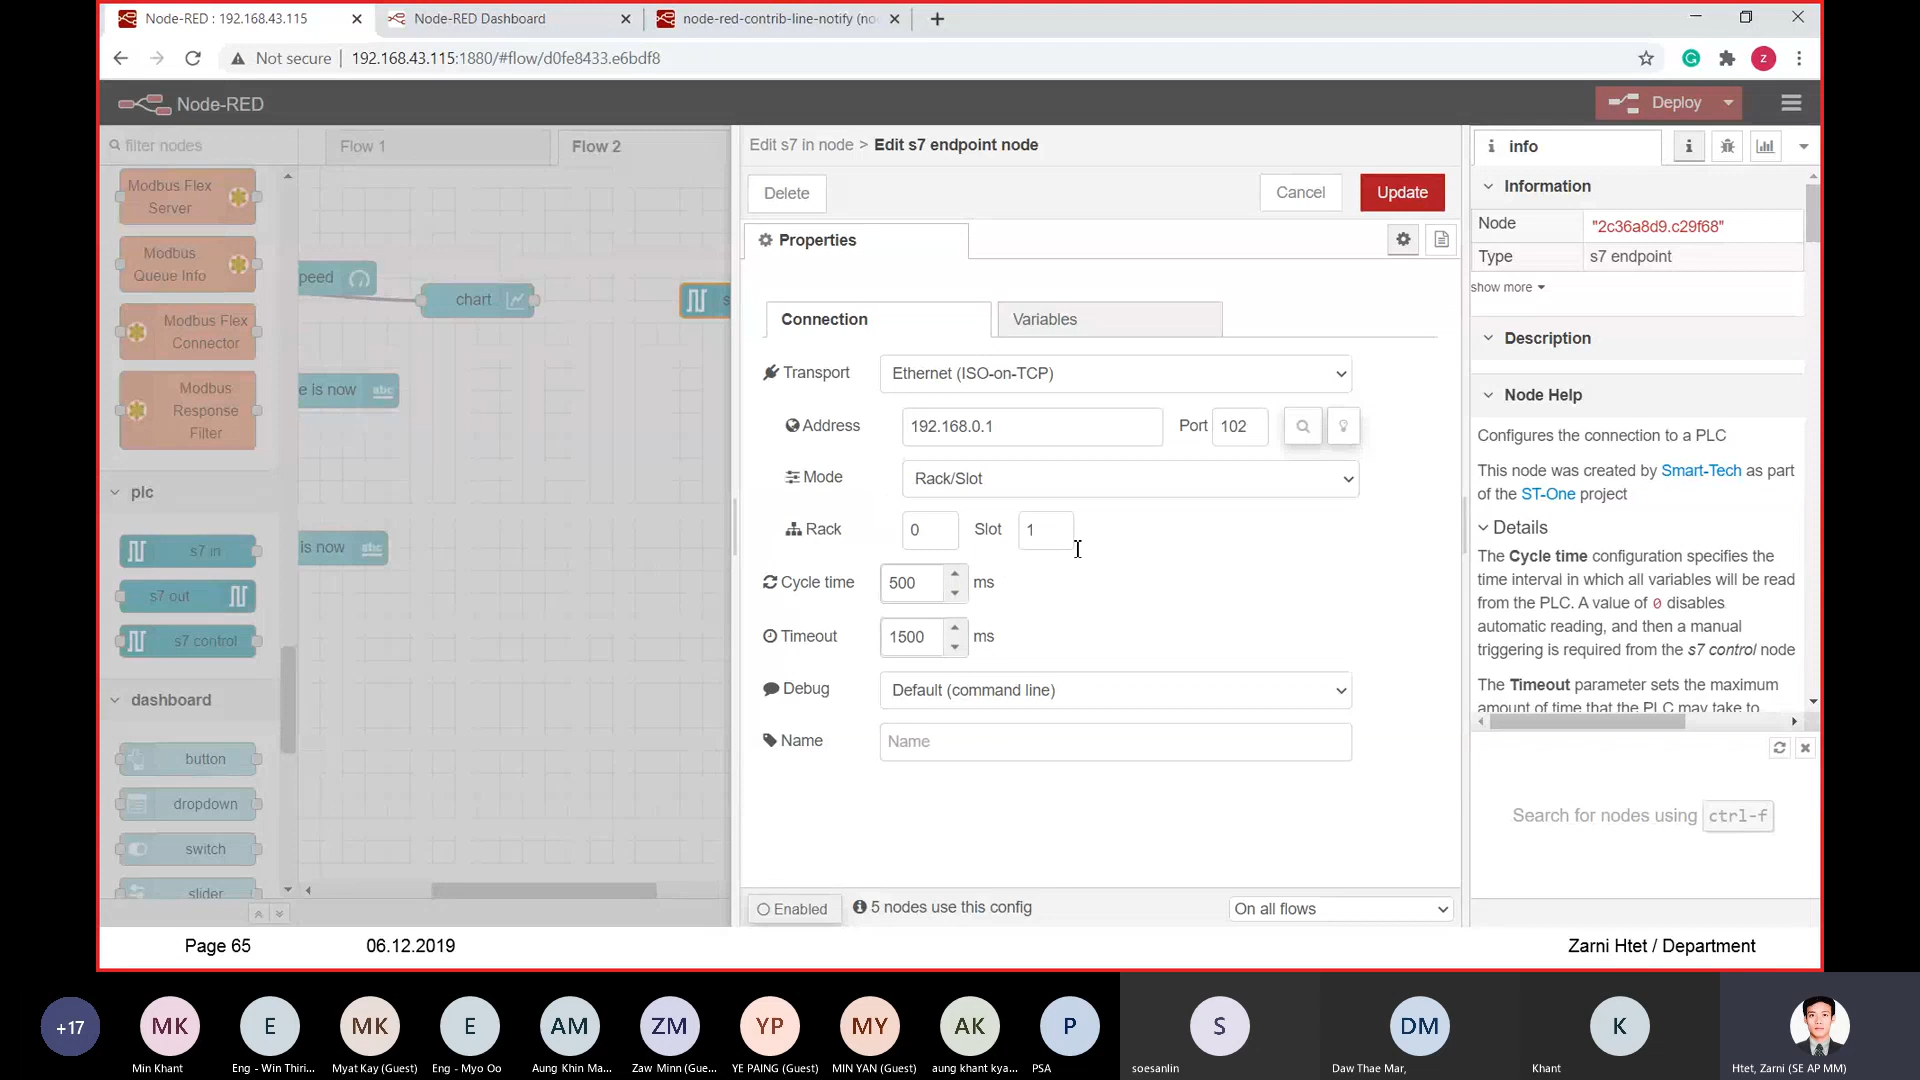 Node-RED : 192.168.43.115
Node-RED Dashboard
node-red-contrib-line-notify (no
Not secure
192.168.43.115:1880/#flow/d0fe8433.e6bdf8
Z
Node-RED
Deploy
filter nodes
Flow 1
Flow 2
Edit s7 in node > Edit s7 endpoint node
info
Delete
Cancel
Update
Properties
Information
Node
"2c36a8d9.c29f68"
Type
s7 endpoint
show more
Description
Node Help
Configures the connection to a PLC
This node was created by Smart-Tech as part
of the ST-One project
Details
The Cycle time configuration specifies the
time interval in which all variables will be read
from the PLC. A value of 0 disables
automatic reading, and then a manual
triggering is required from the s7 control node
The Timeout parameter sets the maximum
amount of time that the PLC may take to
Search for nodes using ctrl-f
Modbus Flex
Server
Modbus
Queue Info
Modbus Flex
Connector
Modbus
Response
Filter
plc
s7 in
s7 out
s7 control
dashboard
button
dropdown
switch
slider
peed
chart
s
e is now
abc
is now
abc
Connection
Variables
Transport
Ethernet (ISO-on-TCP)
Address
192.168.0.1
Port
102
Mode
Rack/Slot
Rack
0
Slot
1
Cycle time
500
ms
Timeout
1500
ms
Debug
Default (command line)
Name
Name
Enabled
5 nodes use this config
On all flows
Page 65
06.12.2019
Zarni Htet / Department
+17
MK
E
MK
E
AM
ZM
YP
MY
AK
P
S
DM
K
Min Khant
Eng - Win Thiri...
Myat Kay (Guest)
Eng - Myo Oo
Aung Khin Ma...
Zaw Minn (Gue...
YE PAING (Guest)
MIN YAN (Guest)
aung khant kya...
PSA
soesanlin
Daw Thae Mar,
Khant
Htet, Zarni (SE AP MM)